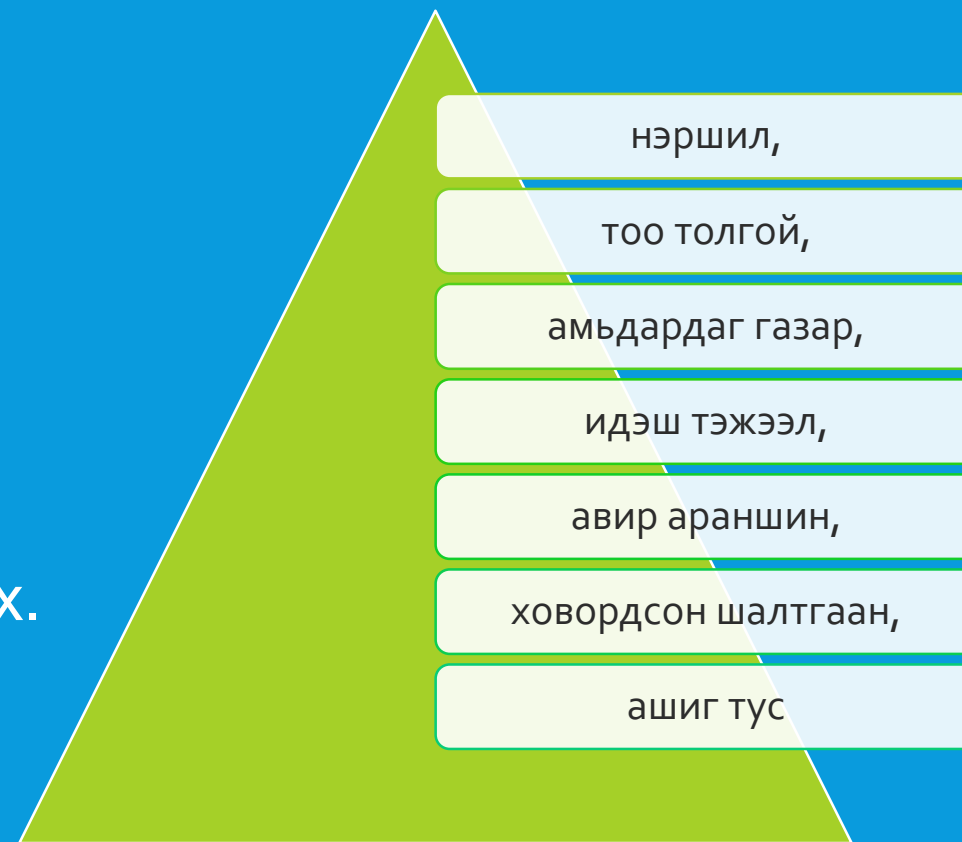 нэршил,
тоо толгой,
амьдардаг газар,
идэш тэжээл,
авир араншин,
х.
ховордсон шалтгаан,
ашиг тус